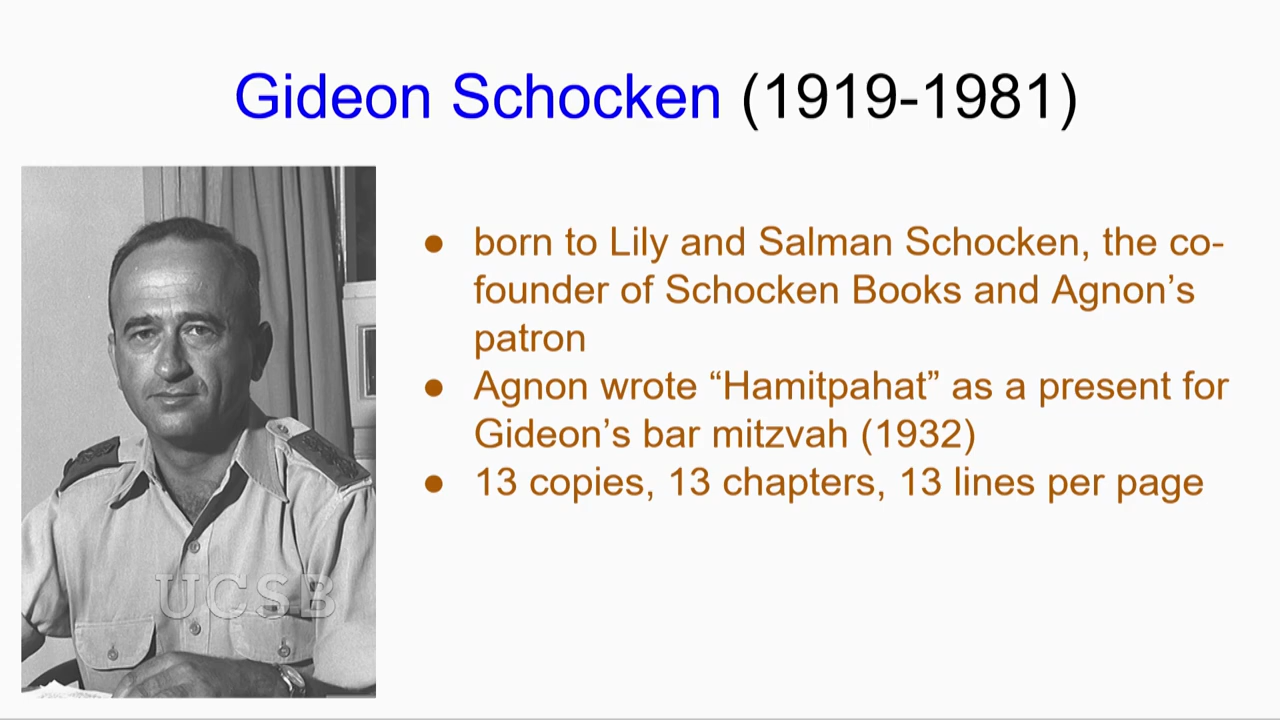 Gideon Schocken (1919-1981)
● born to Lily and Salman Schocken, the co-
founder of Schocken Books and Agnon’s
patron
● Agnon wrote “Hamitpahat” as a present for
Gideon’s bar mitzvah (1932)
● 13 copies, 13 chapters, 13 lines per page
UCSB